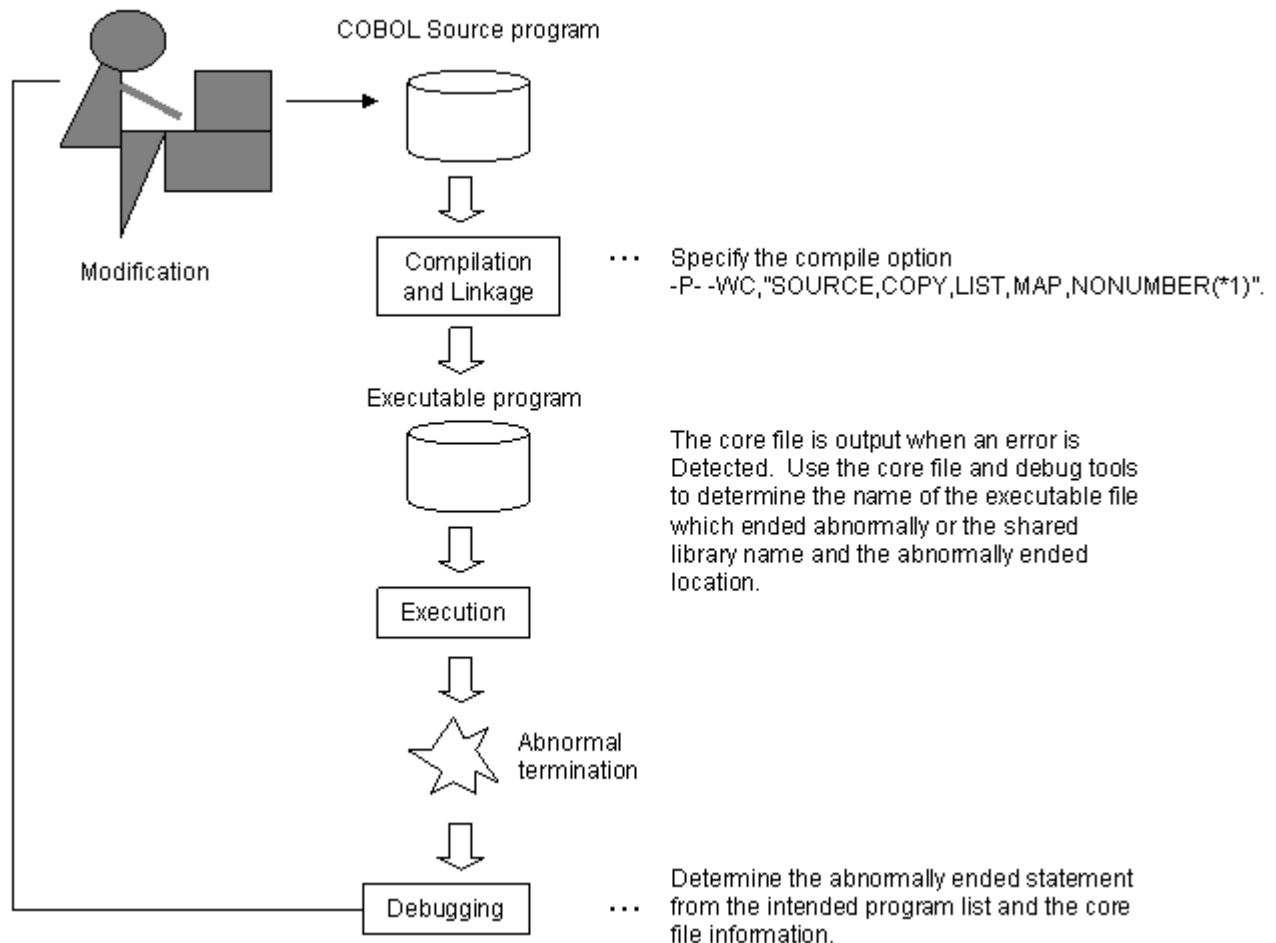 COBOL Source program
Modification
Compilation
and Linkage
... Specify the compile option
-P- -WC,"SOURCE,COPY,LIST,MAP,NONUMBER(*1)".
Executable program
The core file is output when an error is
Detected. Use the core file and debug tools
to determine the name of the executable file
which ended abnormally or the shared
library name and the abnormally ended
location.
Execution
Abnormal
termination
Debugging
Determine the abnormally ended statement
... from the intended program list and the core
file information.